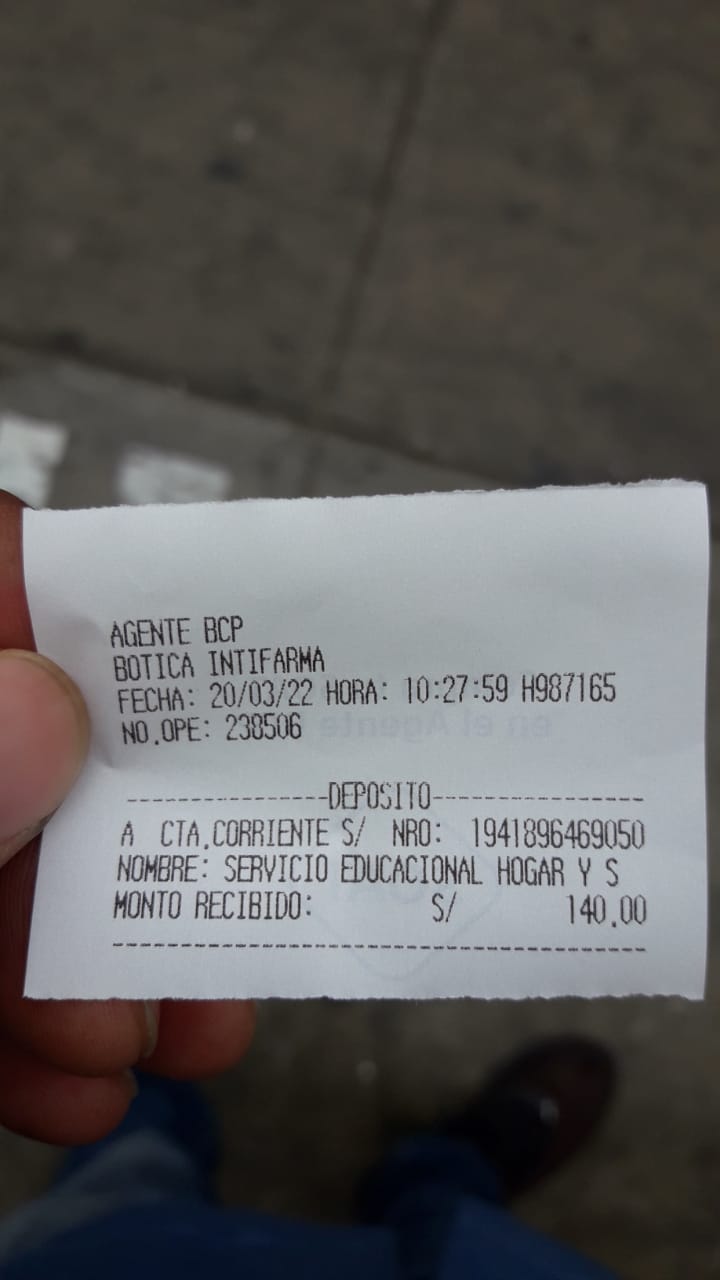 AGENTE BCP
BOTICA INTIFARMA
FECHA: 20/03/22 HORA: 10:27:59 H987165
NO.OPE: 238506
-----------------DEPOSITO------------------
A CTA.CORRIENTE S/ NRO: 1941896469050
NOMBRE: SERVICIO EDUCACIONAL HOGAR Y S
MONTO RECIBIDO: S/ 140.00